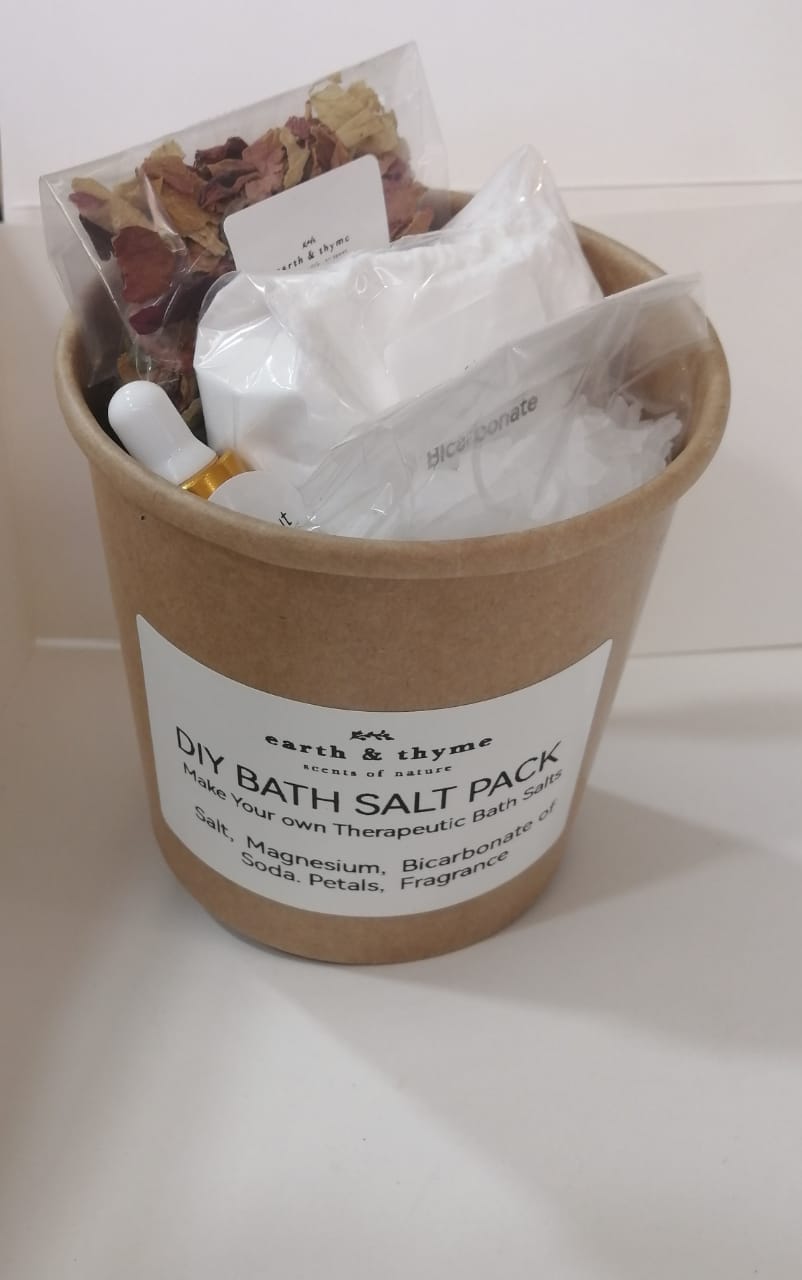 earth & thyme
Bicarbonate
earth & thyme
scents of nature
DIY BATH SALT PACK
Make Your own Therapeutic Bath Salts
Salt, Magnesium, Bicarbonate of
Soda. Petals, Fragrance